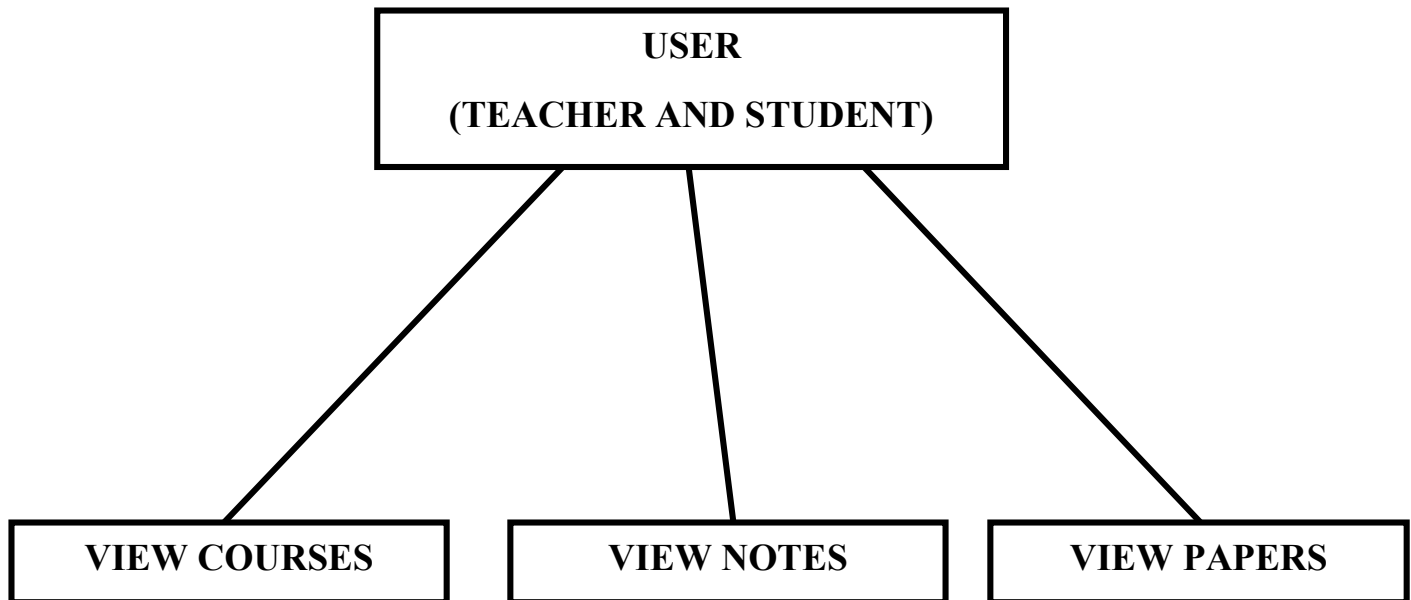 USER
(TEACHER AND STUDENT)
VIEW COURSES
VIEW NOTES
VIEW PAPERS